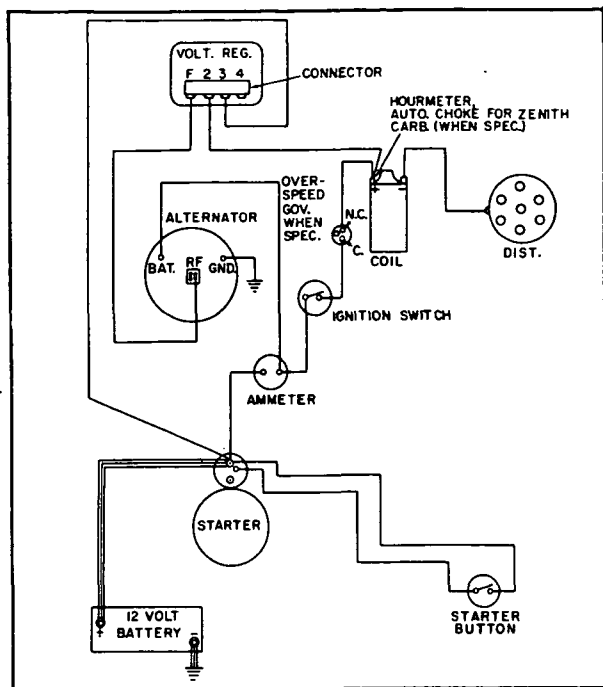 VOLT. REG.
F 2 3 4
CONNECTOR
HOURMETER,
AUTO. CHOKE FOR ZENITH
CARB. (WHEN SPEC.)
OVER-
SPEED
GOV.
WHEN
SPEC.
N.C.
C.
+ -
COIL
DIST.
ALTERNATOR
BAT.
RF
GND.
IGNITION SWITCH
AMMETER
STARTER
12 VOLT
BATTERY
+ -
STARTER
BUTTON